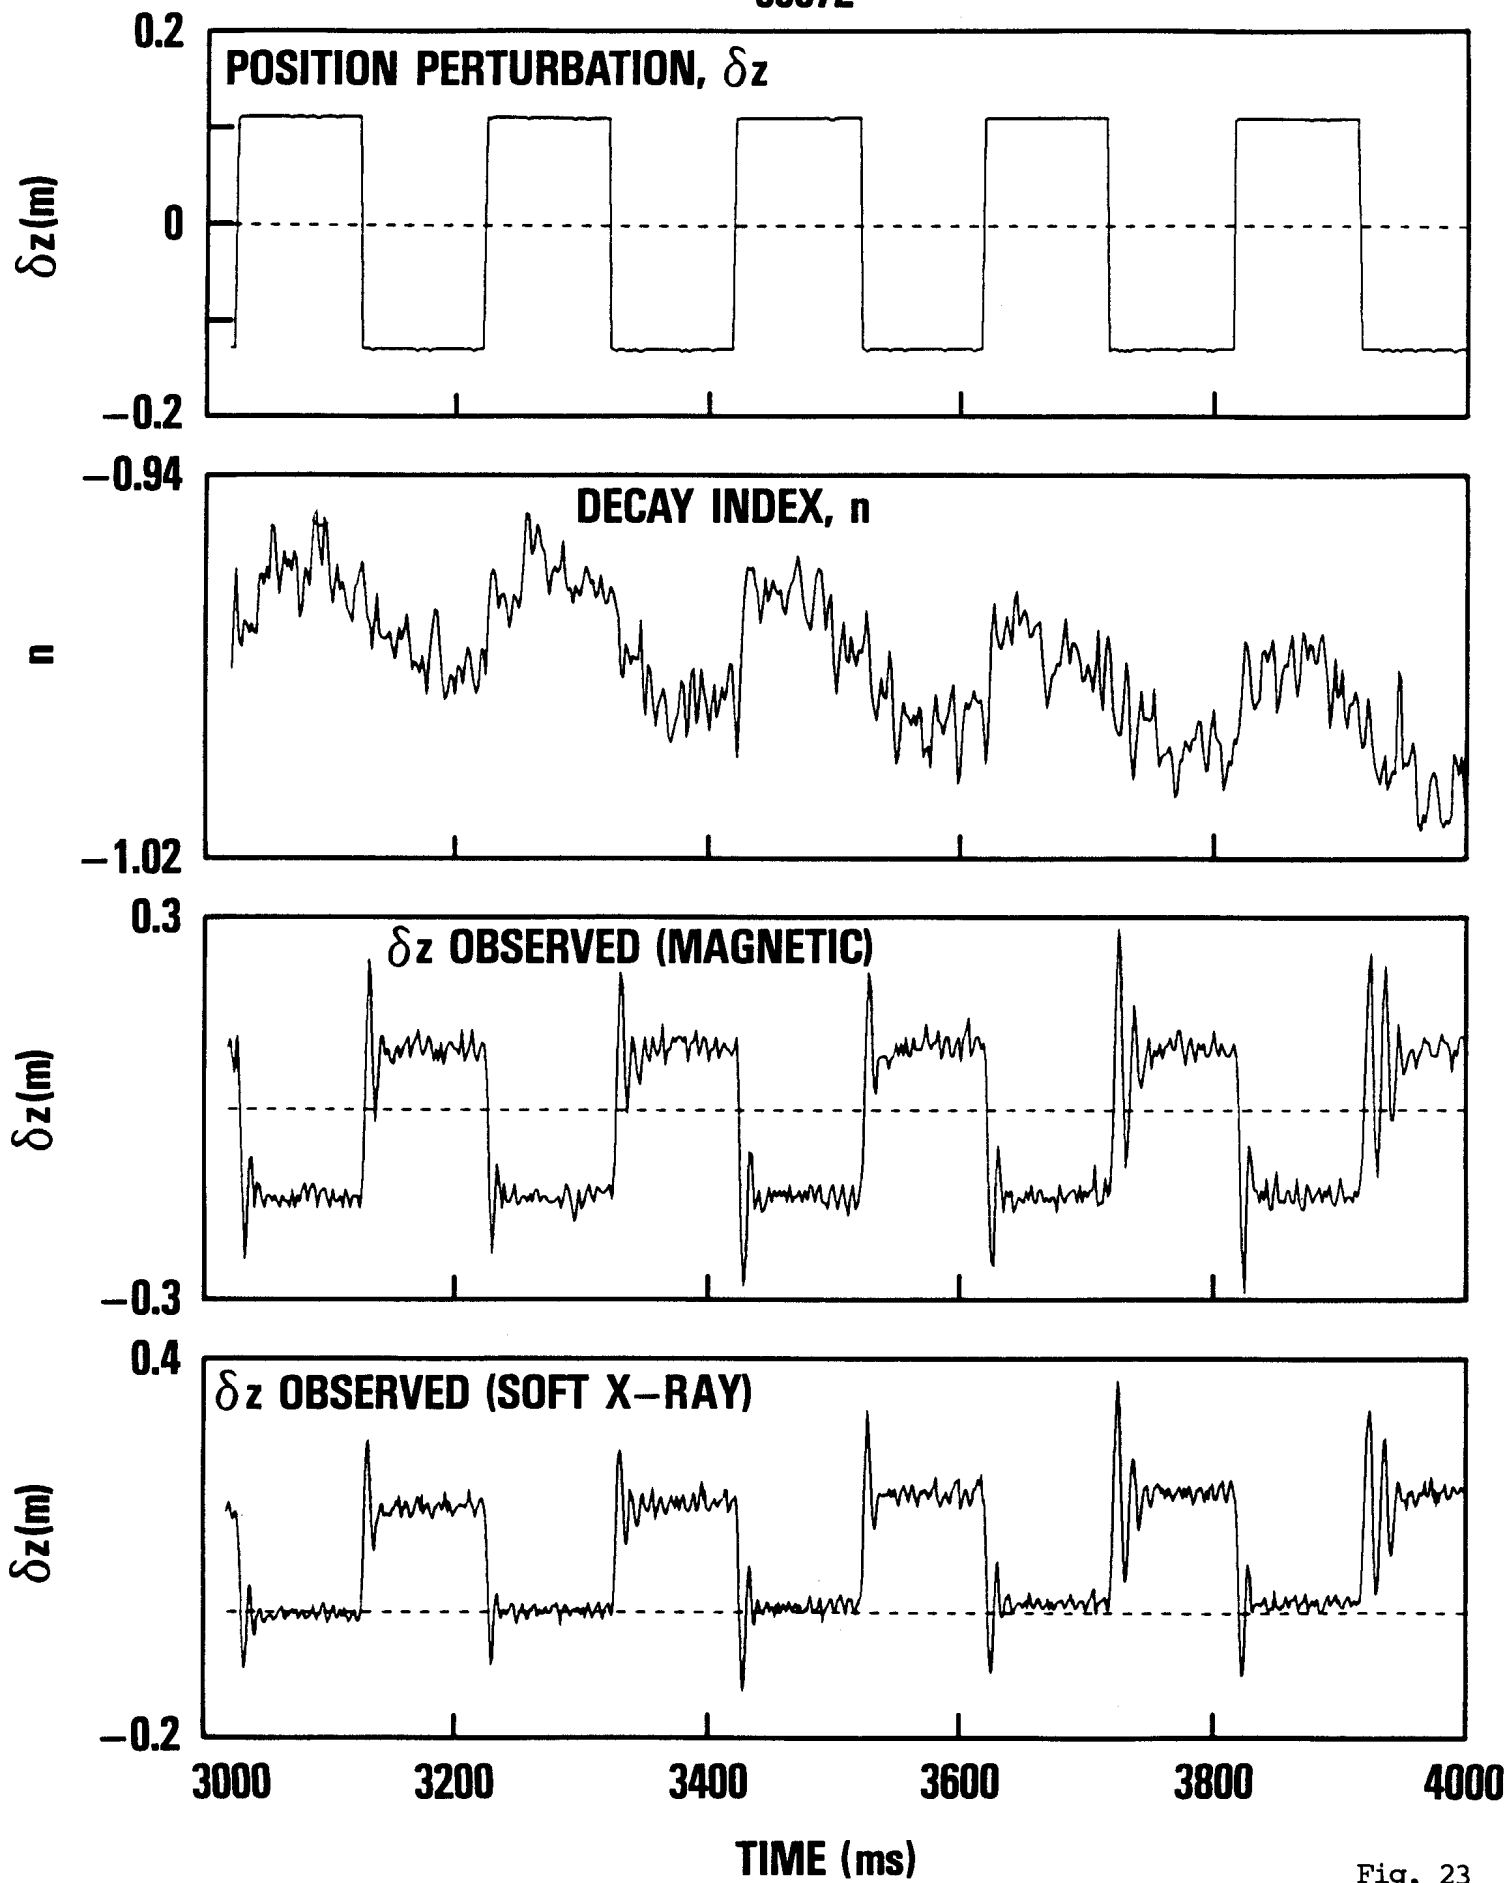 0.2
POSITION PERTURBATION, δz
δz(m)
0
−0.2
−0.94
DECAY INDEX, n
n
−1.02
0.3
δz OBSERVED (MAGNETIC)
δz(m)
−0.3
0.4
δz OBSERVED (SOFT X−RAY)
δz(m)
−0.2
3000 3200 3400 3600 3800 4000
TIME (ms)
Fig. 23